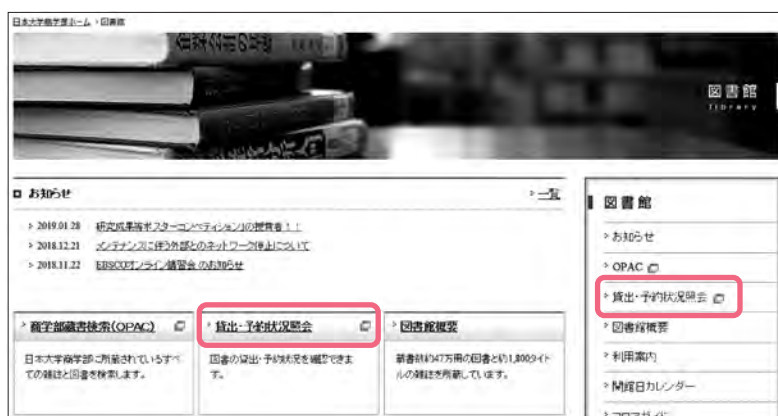 日本大学商学部ホーム > 図書館
図書館
library
お知らせ
> 一覧
> 2019.01.28 研究成果等ポスターコンペティション」の授賞者！！
> 2018.12.21 メンテナンスに伴う外部とのネットワーク停止について
> 2018.11.22 EBSCOオンライン講習会 のお知らせ
> 商学部蔵書検索(OPAC)
日本大学商学部に所蔵されているすべ
ての雑誌と図書を検索します。
> 貸出・予約状況照会
図書の貸出・予約状況を確認できま
す。
> 図書館概要
蔵書数約47万冊の図書と約1,800タイト
ルの雑誌を所蔵しています。
図書館
> お知らせ
> OPAC
> 貸出・予約状況照会
> 図書館概要
> 利用案内
> 開館日カレンダー
> フロアガイド